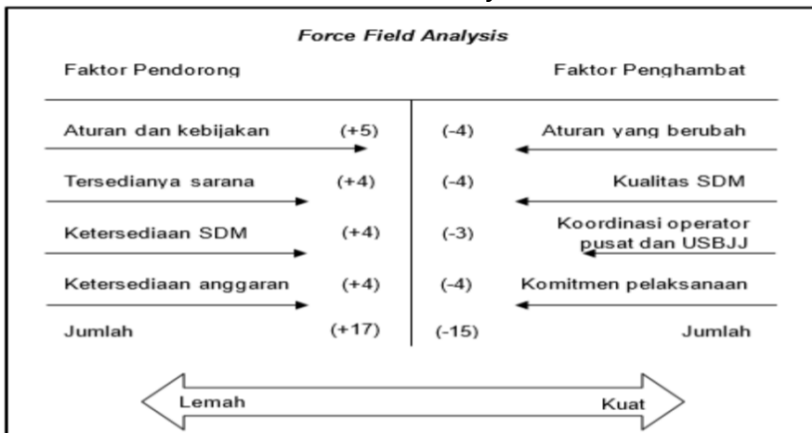 Force Field Analysis
Faktor Pendorong Faktor Penghambat
Aturan dan kebijakan (+5) (-4) Aturan yang berubah
Tersedianya sarana (+4) (-4) Kualitas SDM
Ketersediaan SDM (+4) (-3) Koordinasi operator
pusat dan USBJJ
Ketersediaan anggaran (+4) (-4) Komitmen pelaksanaan
Jumlah (+17) (-15) Jumlah
Lemah Kuat